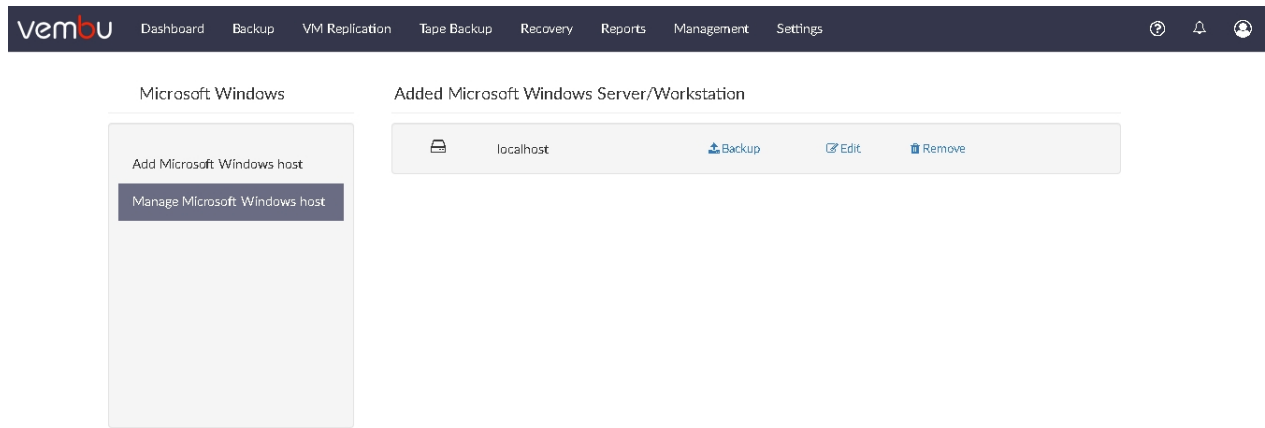 vembu Dashboard Backup VM Replication Tape Backup Recovery Reports Management Settings
Microsoft Windows
Added Microsoft Windows Server/Workstation
localhost Backup Edit Remove
Add Microsoft Windows host
Manage Microsoft Windows host